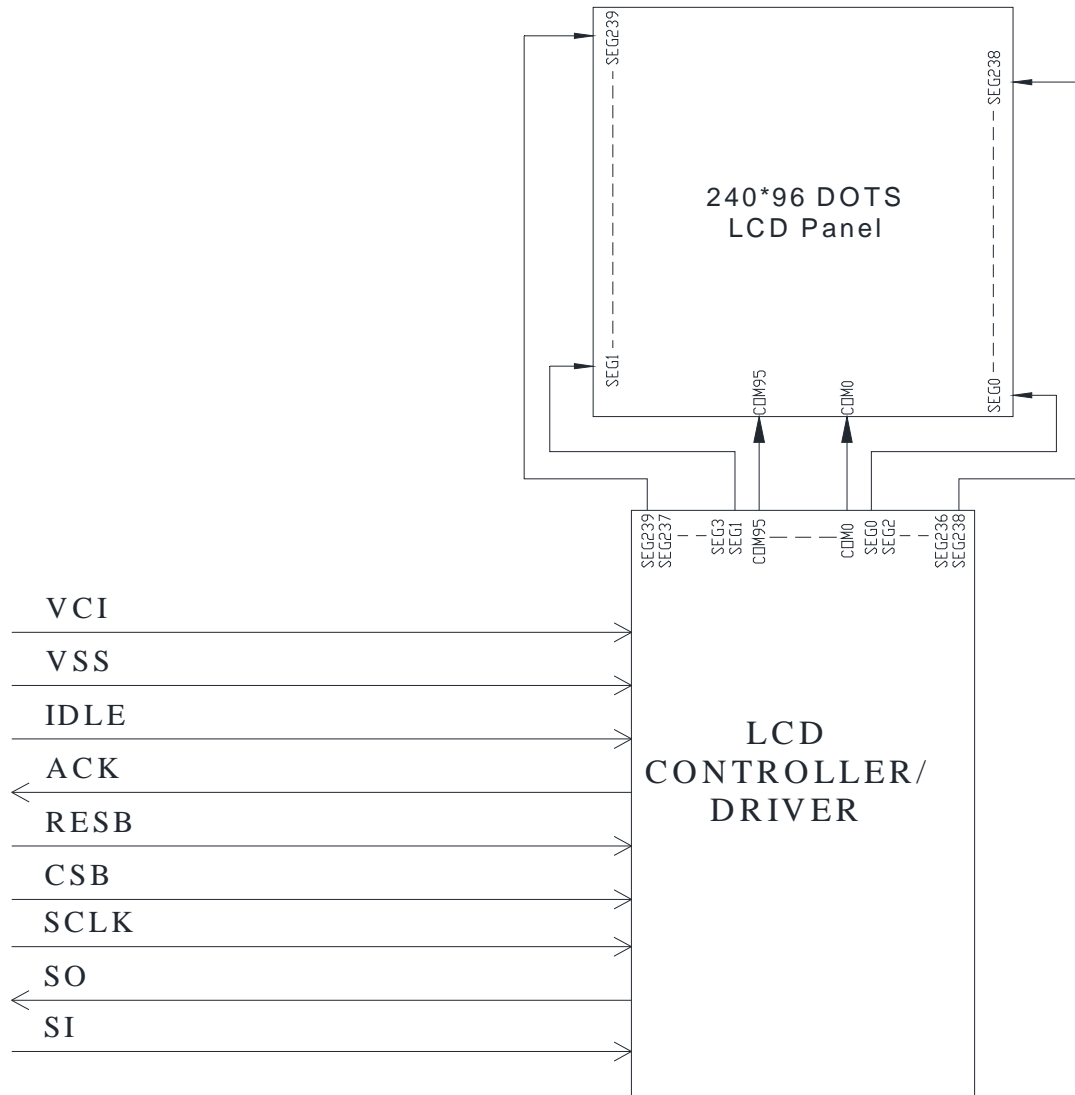 SEG239
SEG238
240*96 DOTS
LCD Panel
SEG1
SEG0
COM95
COM0
SEG239
SEG237
SEG3
SEG1
COM95
COM0
SEG0
SEG2
SEG236
SEG238
VCI
VSS
IDLE
ACK
RESB
CSB
SCLK
SO
SI
LCD
CONTROLLER/
DRIVER